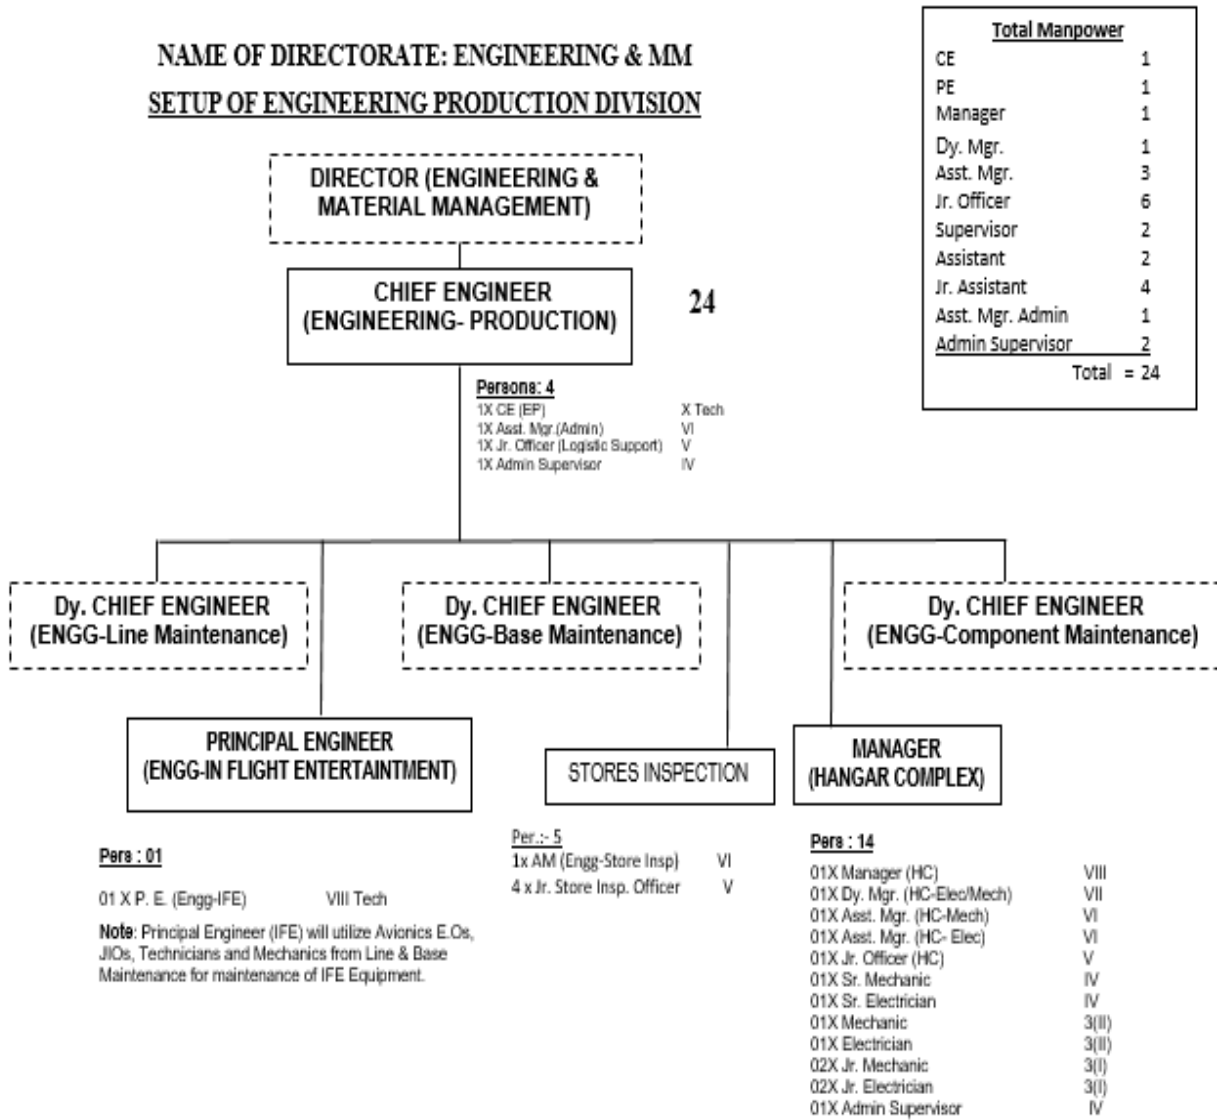 NAME OF DIRECTORATE: ENGINEERING & MM
SETUP OF ENGINEERING PRODUCTION DIVISION
Total Manpower
CE 1
PE 1
Manager 1
Dy. Mgr. 1
Asst. Mgr. 3
Jr. Officer 6
Supervisor 2
Assistant 2
Jr. Assistant 4
Asst. Mgr. Admin 1
Admin Supervisor 2
Total = 24
DIRECTOR (ENGINEERING &
MATERIAL MANAGEMENT)
CHIEF ENGINEER
(ENGINEERING- PRODUCTION)
24
Persons: 4
1X CE (EP) X Tech
1X Asst. Mgr.(Admin) VI
1X Jr. Officer (Logistic Support) V
1X Admin Supervisor IV
Dy. CHIEF ENGINEER
(ENGG-Line Maintenance)
Dy. CHIEF ENGINEER
(ENGG-Base Maintenance)
Dy. CHIEF ENGINEER
(ENGG-Component Maintenance)
PRINCIPAL ENGINEER
(ENGG-IN FLIGHT ENTERTAINTMENT)
STORES INSPECTION
MANAGER
(HANGAR COMPLEX)
Pers : 01
01 X P. E. (Engg-IFE) VIII Tech
Note: Principal Engineer (IFE) will utilize Avionics E.Os,
JIOs, Technicians and Mechanics from Line & Base
Maintenance for maintenance of IFE Equipment.
Per.:- 5
1x AM (Engg-Store Insp) VI
4 x Jr. Store Insp. Officer V
Pers : 14
01X Manager (HC) VIII
01X Dy. Mgr. (HC-Elec/Mech) VII
01X Asst. Mgr. (HC-Mech) VI
01X Asst. Mgr. (HC- Elec) VI
01X Jr. Officer (HC) V
01X Sr. Mechanic IV
01X Sr. Electrician IV
01X Mechanic 3(II)
01X Electrician 3(II)
02X Jr. Mechanic 3(I)
02X Jr. Electrician 3(I)
01X Admin Supervisor IV